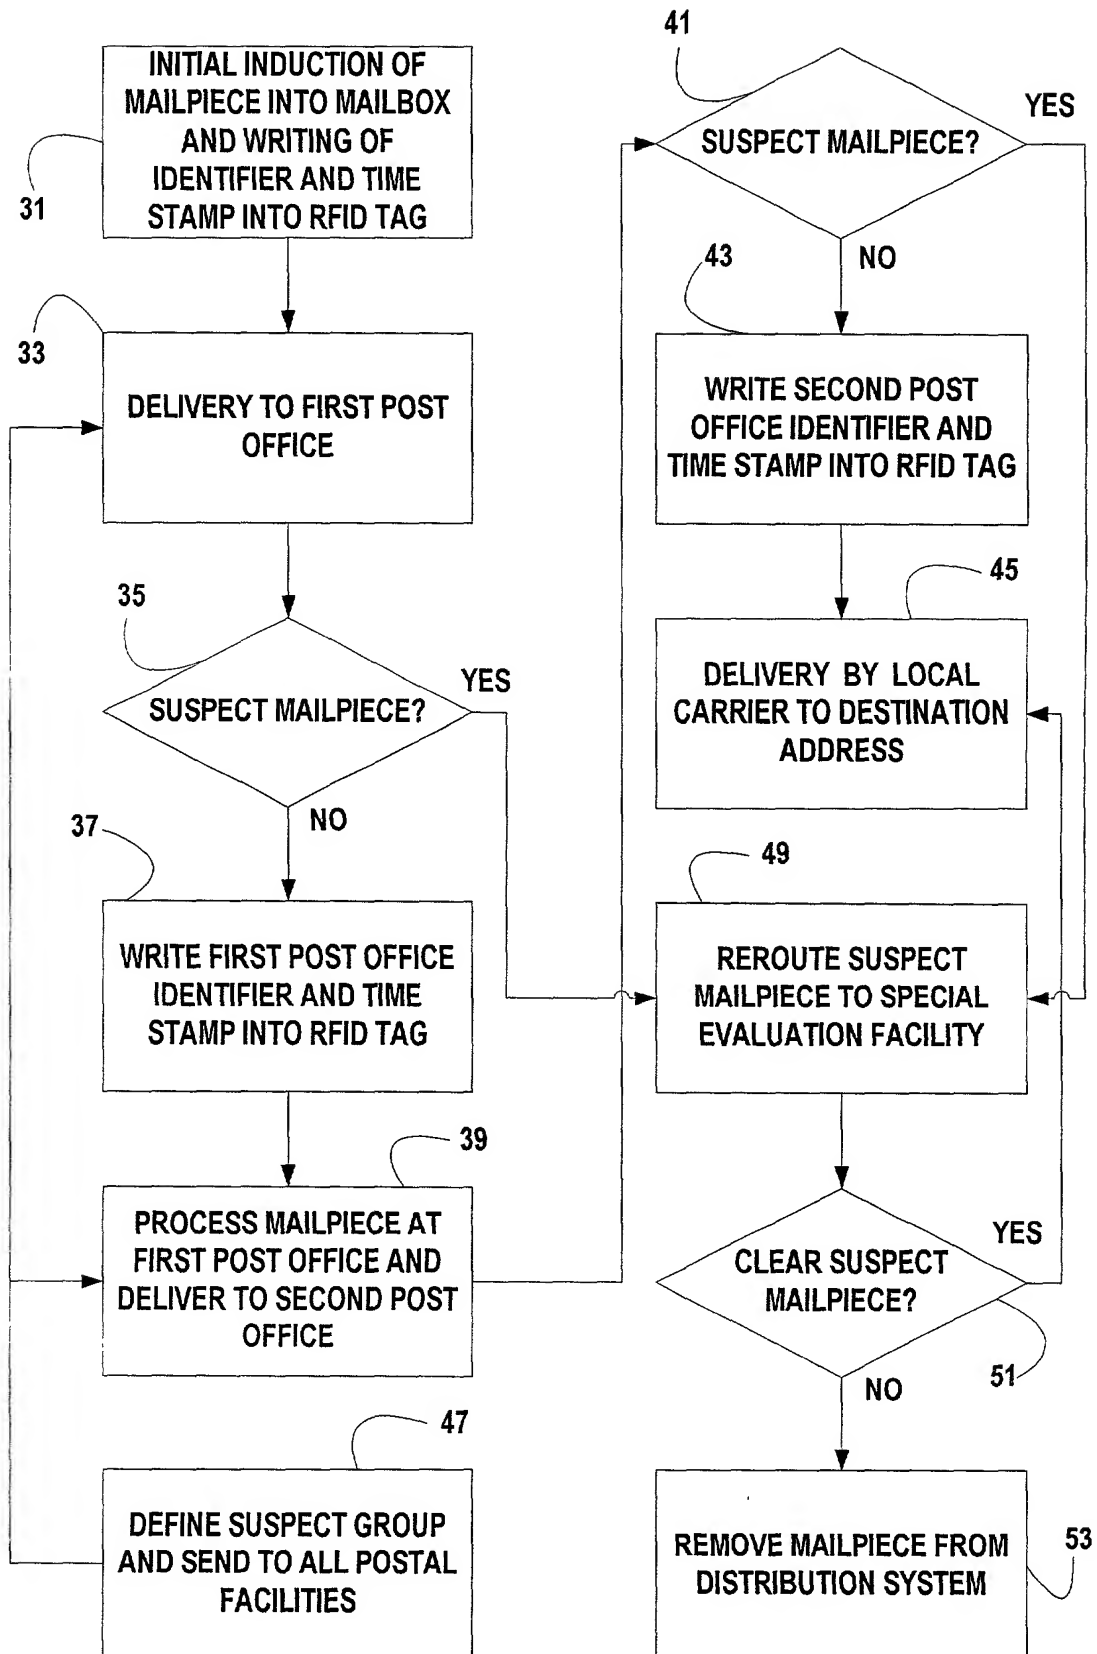 31
INITIAL INDUCTION OF
MAILPIECE INTO MAILBOX
AND WRITING OF
IDENTIFIER AND TIME
STAMP INTO RFID TAG
33
DELIVERY TO FIRST POST
OFFICE
35
SUSPECT MAILPIECE?
YES
NO
37
WRITE FIRST POST OFFICE
IDENTIFIER AND TIME
STAMP INTO RFID TAG
39
PROCESS MAILPIECE AT
FIRST POST OFFICE AND
DELIVER TO SECOND POST
OFFICE
47
DEFINE SUSPECT GROUP
AND SEND TO ALL POSTAL
FACILITIES
41
SUSPECT MAILPIECE?
YES
NO
43
WRITE SECOND POST
OFFICE IDENTIFIER AND
TIME STAMP INTO RFID TAG
45
DELIVERY BY LOCAL
CARRIER TO DESTINATION
ADDRESS
49
REROUTE SUSPECT
MAILPIECE TO SPECIAL
EVALUATION FACILITY
CLEAR SUSPECT
MAILPIECE?
YES
51
NO
REMOVE MAILPIECE FROM
DISTRIBUTION SYSTEM
53